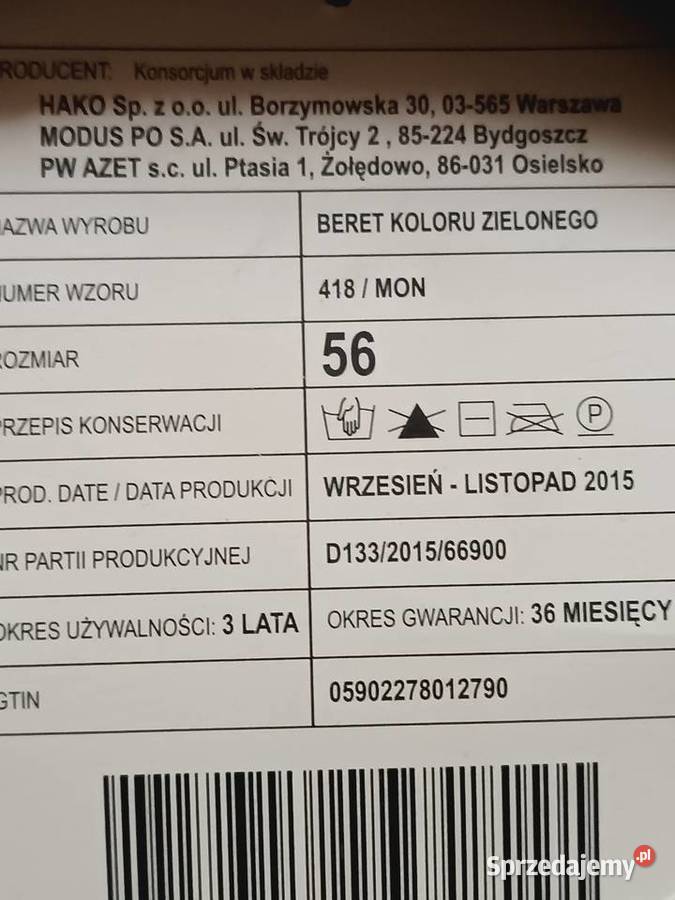 RODUCENT: Konsorcjum w składzie
HAKO Sp. z o.o. ul. Borzymowska 30, 03-565 Warszawa
MODUS PO S.A. ul. Św. Trójcy 2 , 85-224 Bydgoszcz
PW AZET s.c. ul. Ptasia 1, Żołędowo, 86-031 Osielsko
AZWA WYROBU BERET KOLORU ZIELONEGO
NUMER WZORU 418 / MON
ROZMIAR 56
PRZEPIS KONSERWACJI P
PROD. DATE / DATA PRODUKCJI WRZESIEŃ - LISTOPAD 2015
NR PARTII PRODUKCYJNEJ D133/2015/66900
OKRES UŻYWALNOŚCI: 3 LATA OKRES GWARANCJI: 36 MIESIĘCY
GTIN 05902278012790
Sprzedajemy.pl